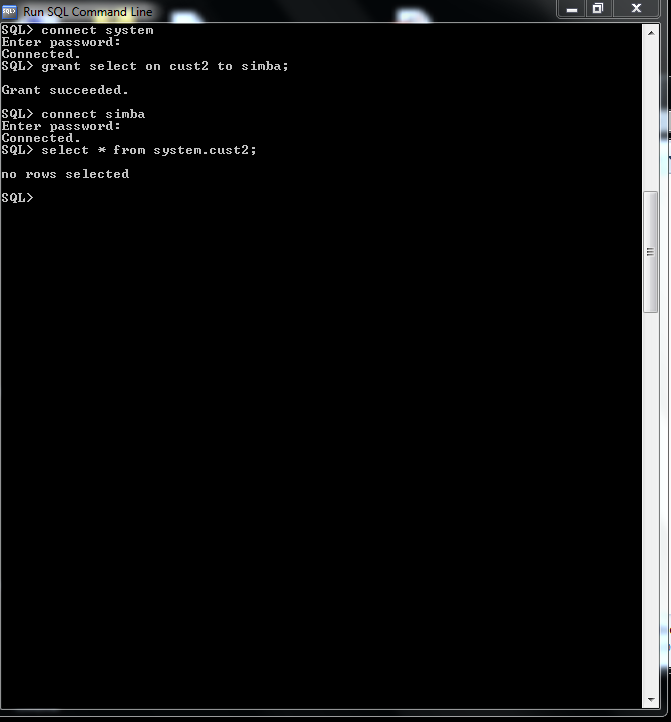 Run SQL Command Line
SQL> connect system
Enter password:
Connected.
SQL> grant select on cust2 to simba;
Grant succeeded.
SQL> connect simba
Enter password:
Connected.
SQL> select * from system.cust2;
no rows selected
SQL>